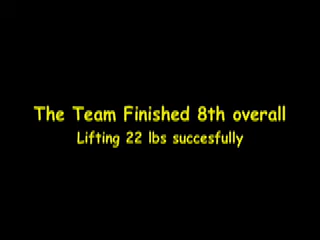 The Team Finished 8th overall
Lifting 22 lbs succesfully